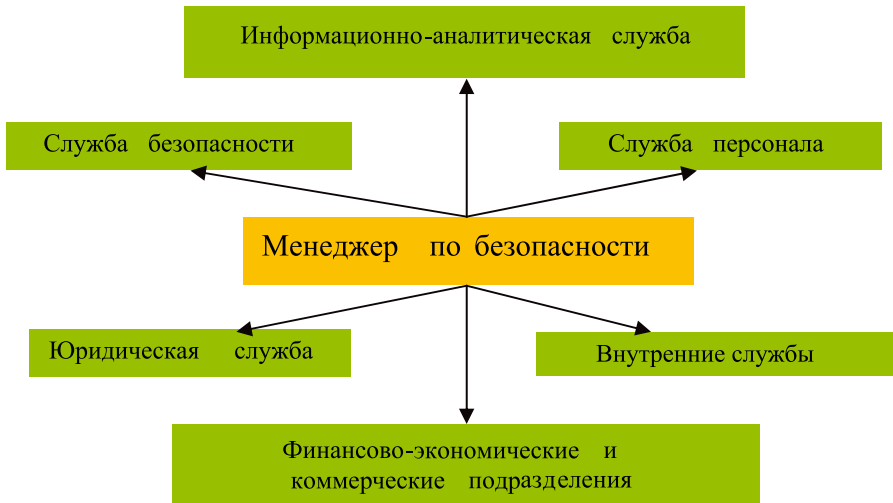 Информационно-аналитическая служба
Служба безопасности
Служба персонала
Менеджер по безопасности
Юридическая служба
Внутренние службы
Финансово-экономические и
коммерческие подразделения